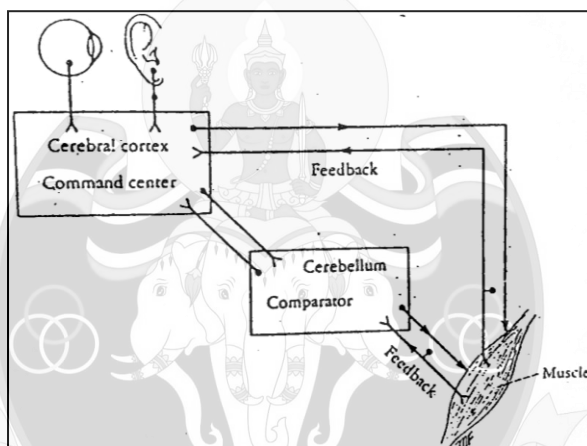 Cerebral cortex
Command center
Feedback
Cerebellum
Comparator
Feedback
Muscle